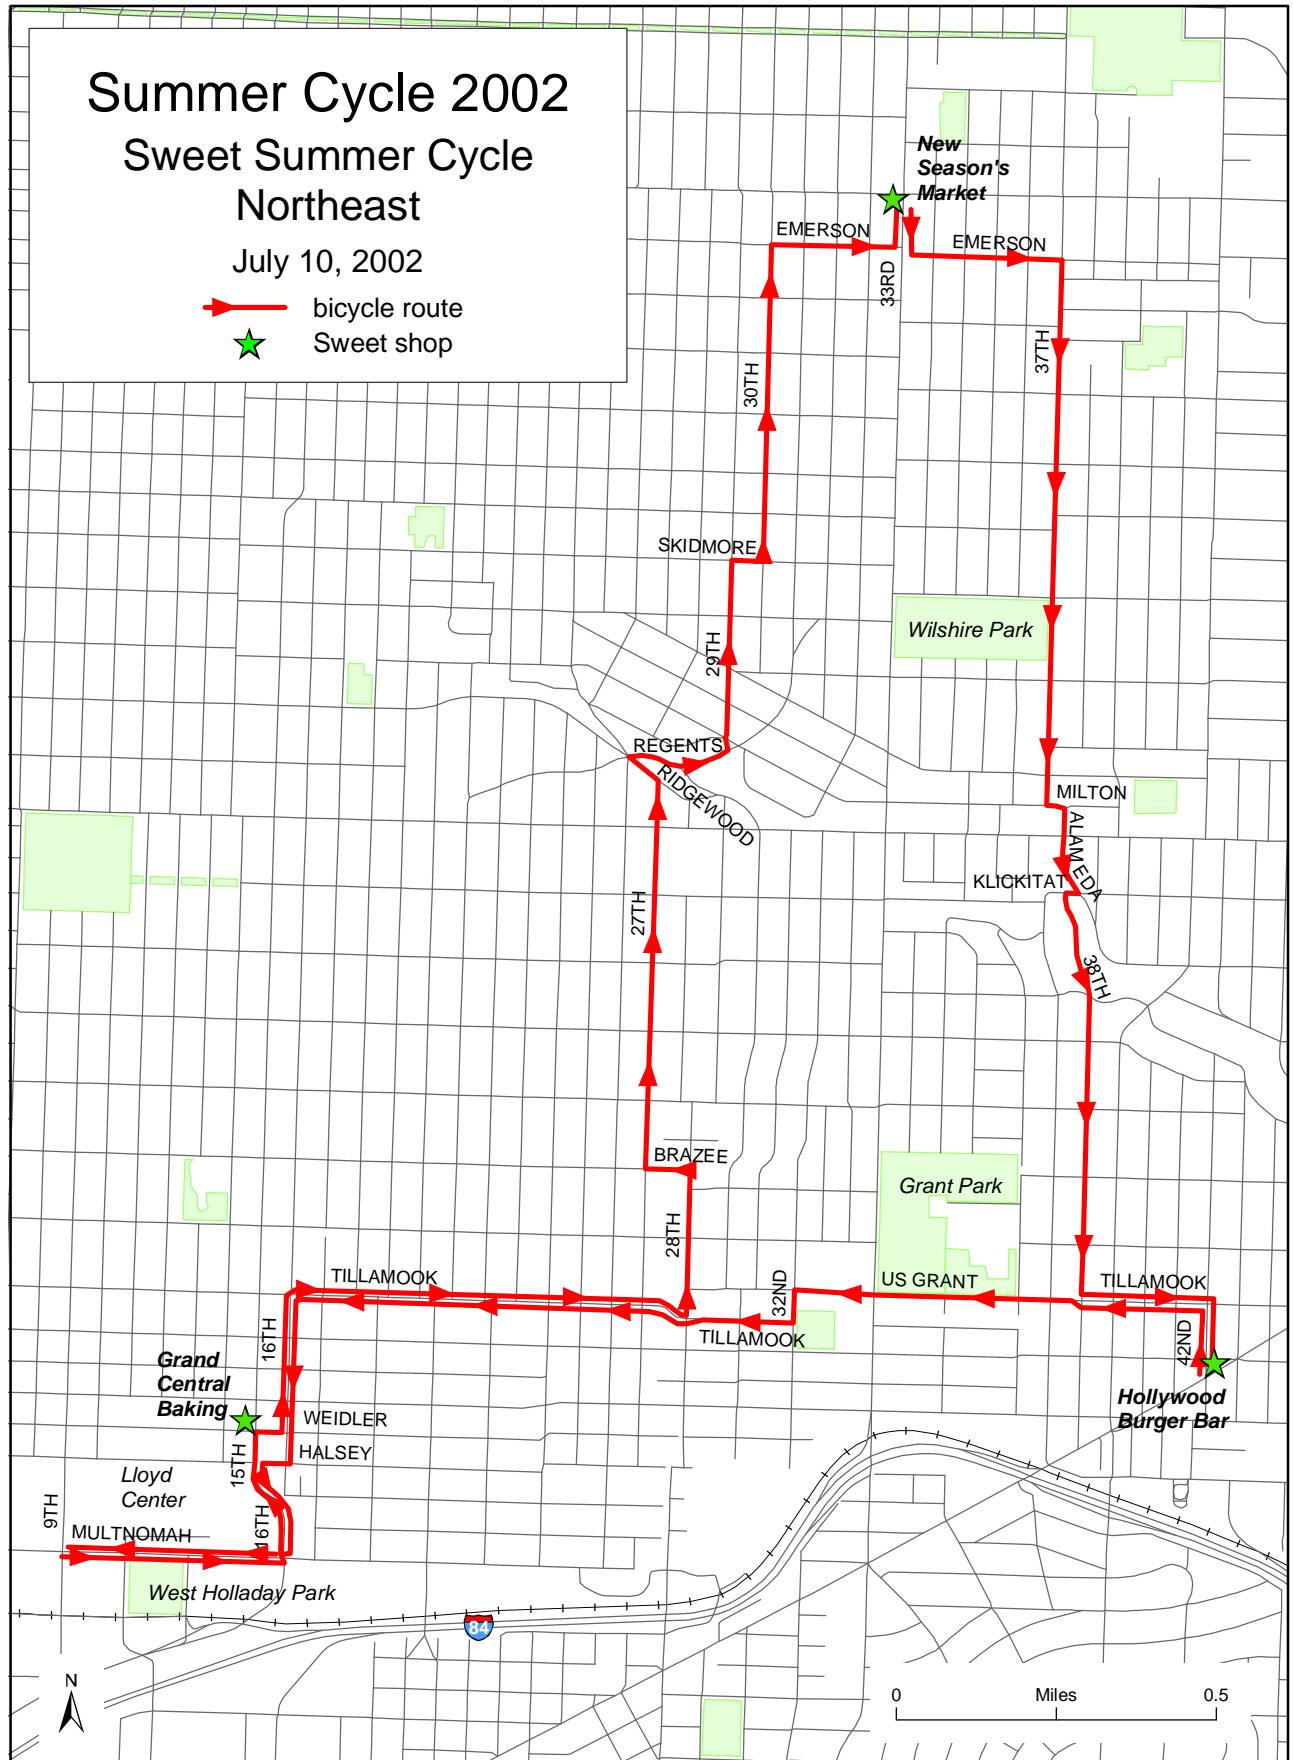 Summer Cycle 2002
Sweet Summer Cycle
Northeast
July 10, 2002
bicycle route
Sweet shop
New
Season's
Market
EMERSON
EMERSON
33RD
37TH
30TH
SKIDMORE
Wilshire Park
29TH
REGENTS
RIDGEWOOD
MILTON
ALAMEDA
KLICKITAT
27TH
38TH
BRAZEE
Grant Park
28TH
TILLAMOOK
32ND
US GRANT
TILLAMOOK
16TH
TILLAMOOK
42ND
Grand
Central
Baking
WEIDLER
Hollywood
Burger Bar
HALSEY
15TH
Lloyd
Center
9TH
16TH
MULTNOMAH
West Holladay Park
84
N
0 Miles 0.5